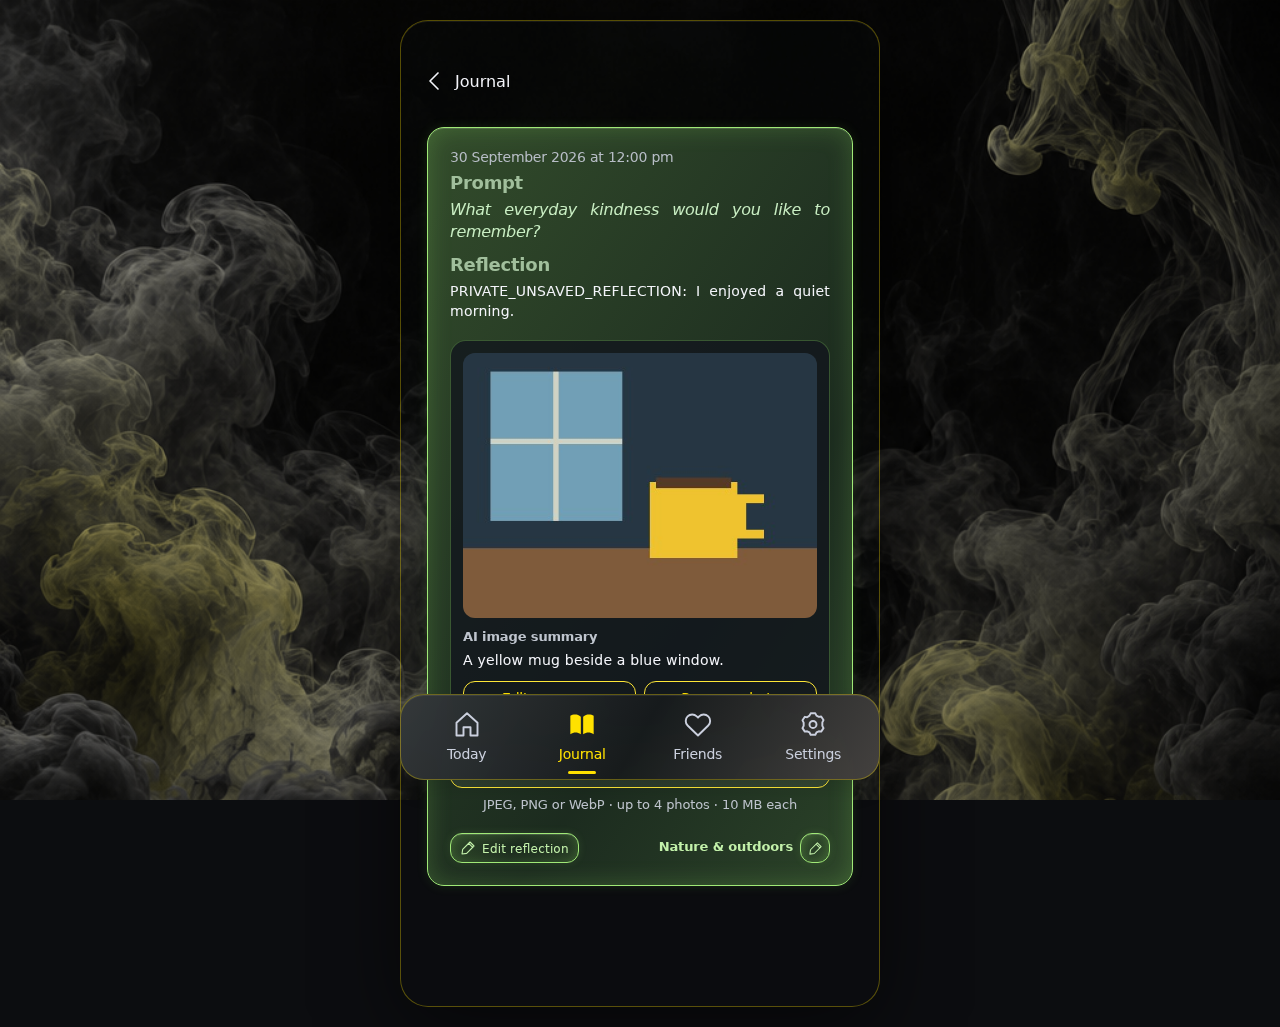 Journal
30 September 2026 at 12:00 pm
Prompt
What everyday kindness would you like to
remember?
Reflection
PRIVATE_UNSAVED_REFLECTION: I enjoyed a quiet
morning.
AI image summary
A yellow mug beside a blue window.
Today
Journal
Friends
Settings
JPEG, PNG or WebP · up to 4 photos · 10 MB each
Edit reflection
Nature & outdoors